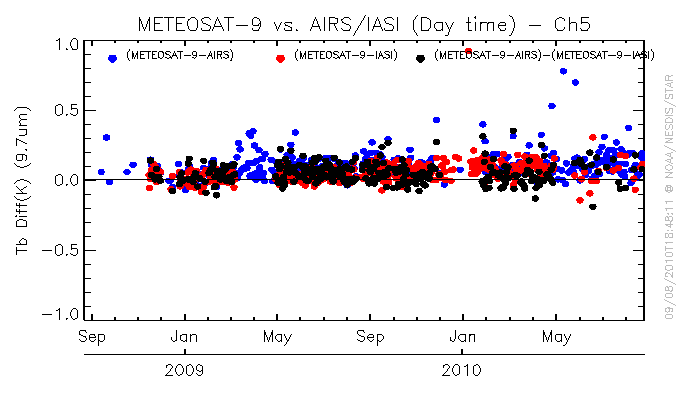 METEOSAT-9 vs. AIRS/IASI (Day time) - Ch5
(METEOSAT-9-AIRS) (METEOSAT-9-IASI) (METEOSAT-9-AIRS)-(METEOSAT-9-IASI)
1.0
0.5
0.0
-0.5
-1.0
Tb Diff(K) (9.7um)
Sep Jan May Sep Jan May
2009 2010
09/08/2010T18:48:11 @ NOAA/NESDIS/STAR